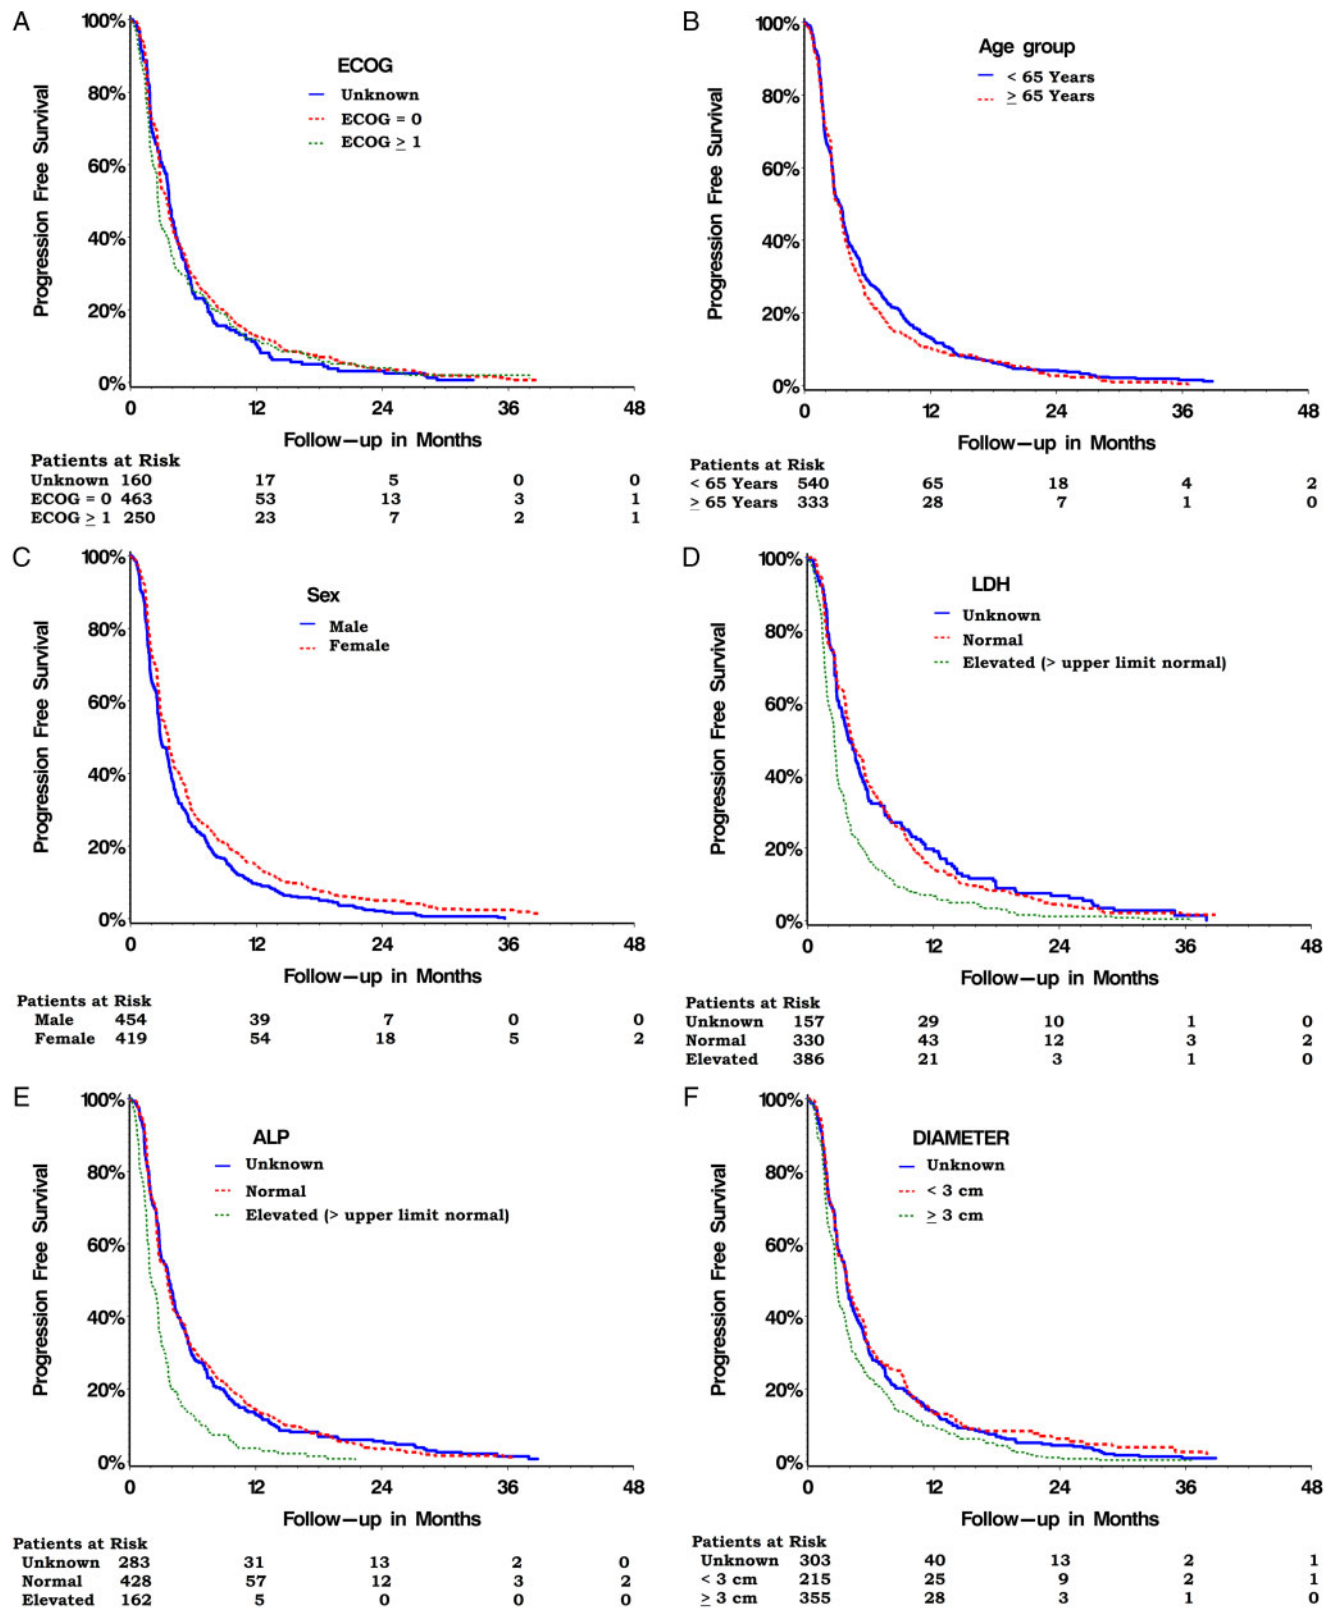 A
ECOG
Unknown
ECOG = 0
ECOG ≥ 1
Progression Free Survival
100%
80%
60%
40%
20%
0%
0 12 24 36 48
Follow-up in Months
Patients at Risk
Unknown 160 17 5 0 0
ECOG = 0 463 53 13 3 1
ECOG ≥ 1 250 23 7 2 1
B
Age group
< 65 Years
≥ 65 Years
Progression Free Survival
100%
80%
60%
40%
20%
0%
0 12 24 36 48
Follow-up in Months
Patients at Risk
< 65 Years 540 65 18 4 2
≥ 65 Years 333 28 7 1 0
C
Sex
Male
Female
Progression Free Survival
100%
80%
60%
40%
20%
0%
0 12 24 36 48
Follow-up in Months
Patients at Risk
Male 454 39 7 0 0
Female 419 54 18 5 2
D
LDH
Unknown
Normal
Elevated (> upper limit normal)
Progression Free Survival
100%
80%
60%
40%
20%
0%
0 12 24 36 48
Follow-up in Months
Patients at Risk
Unknown 157 29 10 1 0
Normal 330 43 12 3 2
Elevated 386 21 3 1 0
E
ALP
Unknown
Normal
Elevated (> upper limit normal)
Progression Free Survival
100%
80%
60%
40%
20%
0%
0 12 24 36 48
Follow-up in Months
Patients at Risk
Unknown 283 31 13 2 0
Normal 428 57 12 3 2
Elevated 162 5 0 0 0
F
DIAMETER
Unknown
< 3 cm
≥ 3 cm
Progression Free Survival
100%
80%
60%
40%
20%
0%
0 12 24 36 48
Follow-up in Months
Patients at Risk
Unknown 303 40 13 2 1
< 3 cm 215 25 9 2 1
≥ 3 cm 355 28 3 1 0